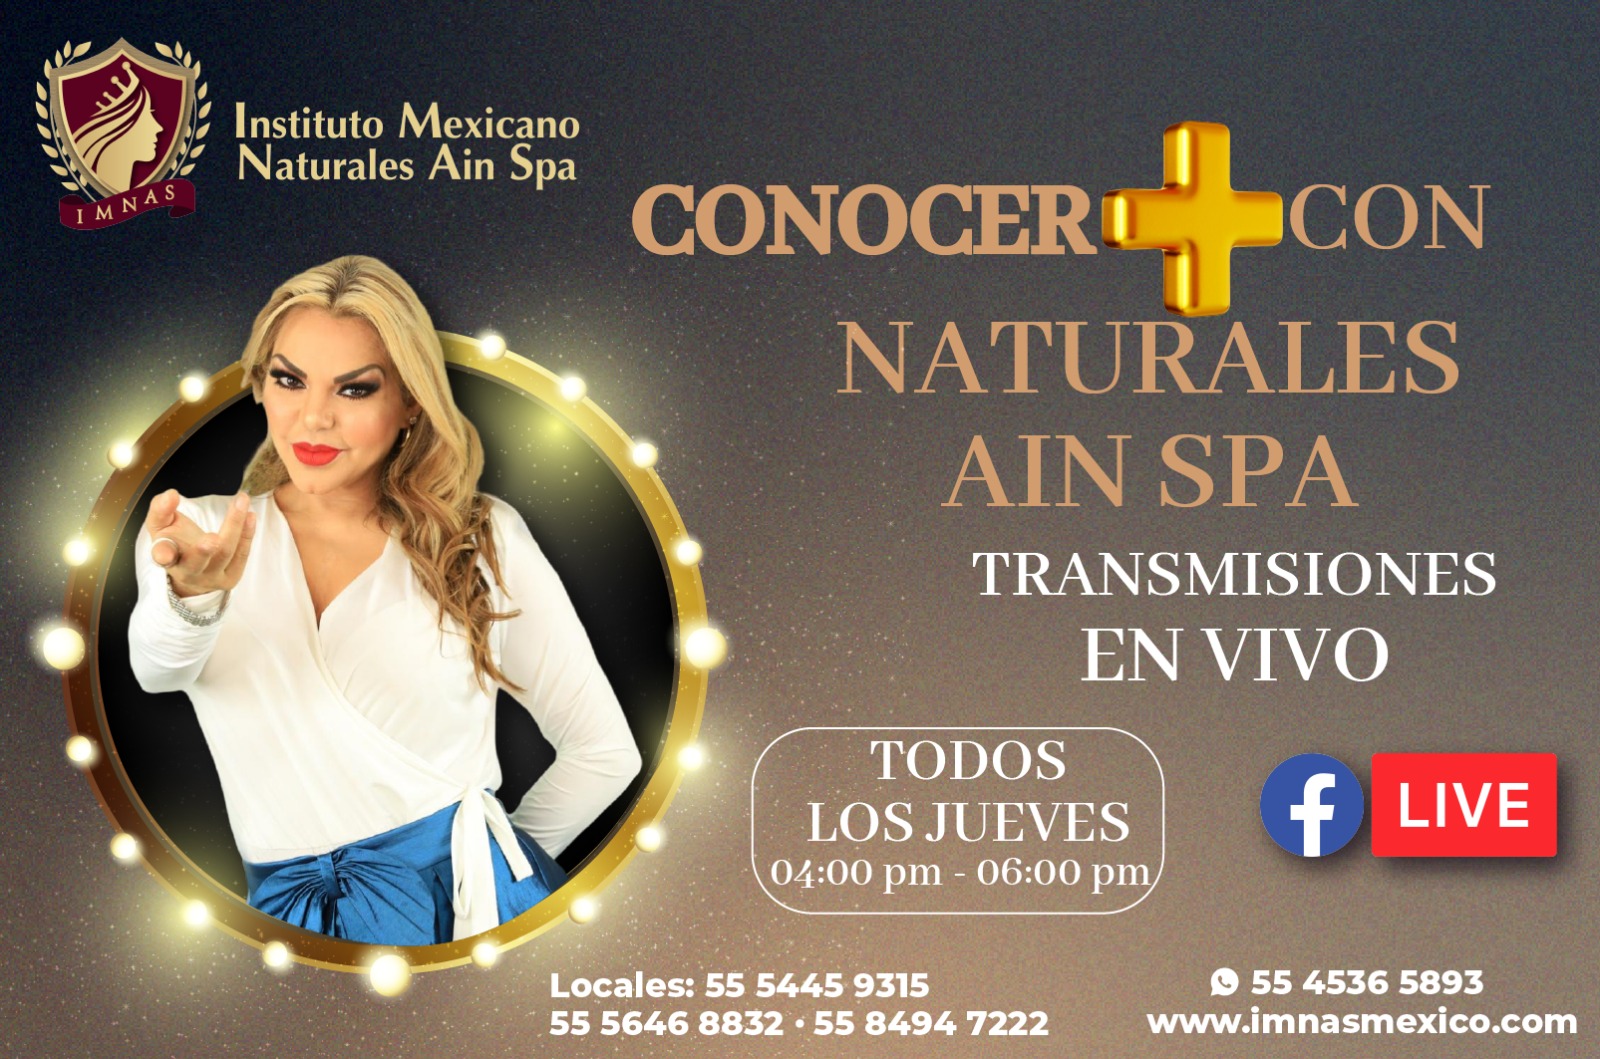 IMNAS
Instituto Mexicano
Naturales Ain Spa
CONOCER CON
NATURALES
AIN SPA
TRANSMISIONES
EN VIVO
TODOS
LOS JUEVES
04:00 pm - 06:00 pm
f LIVE
Locales: 55 5445 9315
55 5646 8832 • 55 8494 7222
55 4536 5893
www.imnasmexico.com